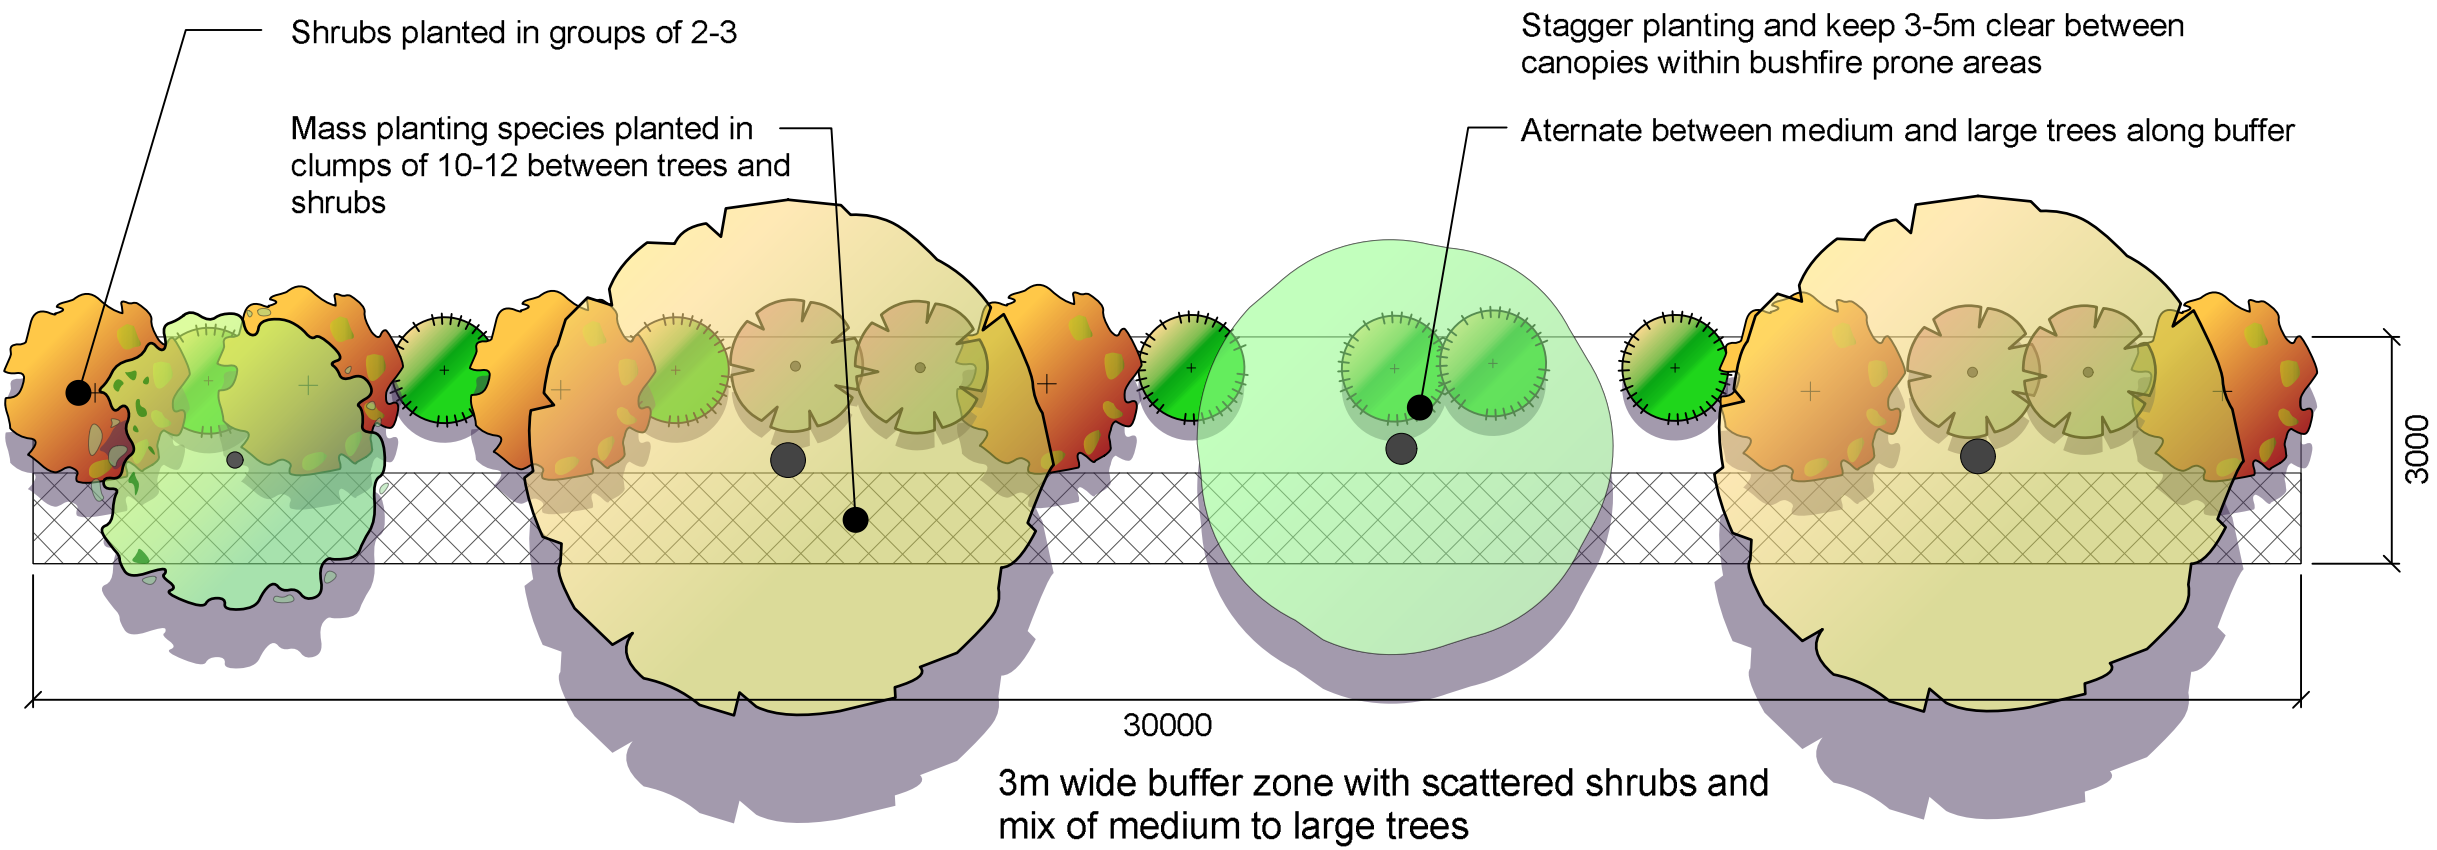 Shrubs planted in groups of 2-3
Mass planting species planted in
clumps of 10-12 between trees and
shrubs
Stagger planting and keep 3-5m clear between
canopies within bushfire prone areas
Aternate between medium and large trees along buffer
3000
30000
3m wide buffer zone with scattered shrubs and
mix of medium to large trees